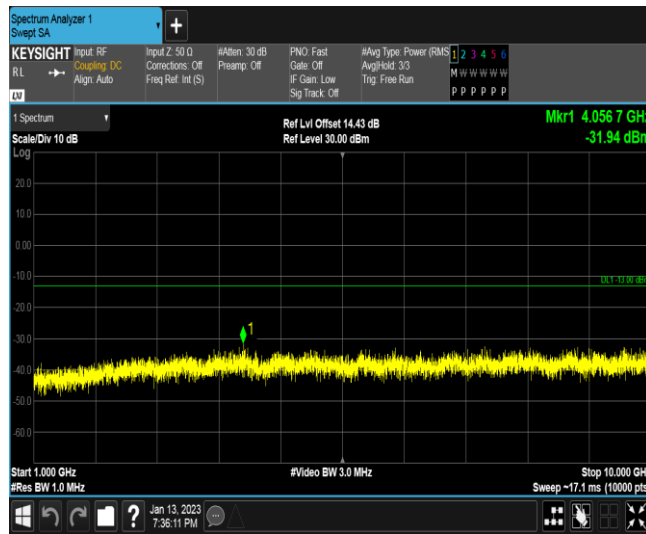 Spectrum Analyzer 1
Swept SA
KEYSIGHT
RL
LXI
Input: RF
Coupling: DC
Align: Auto
Input Z: 50 Ω
Corrections: Off
Freq Ref: Int (S)
#Atten: 30 dB
Preamp: Off
PNO: Fast
Gate: Off
IF Gain: Low
Sig Track: Off
#Avg Type: Power (RMS
Avg|Hold: 3/3
Trig: Free Run
1 2 3 4 5 6
M W W W W W
P P P P P P
1 Spectrum
Scale/Div 10 dB
Log
Ref Lvl Offset 14.43 dB
Ref Level 30.00 dBm
Mkr1 4.056 7 GH
-31.94 dBm
20.0
10.0
0.00
-10.0
-20.0
-30.0
-40.0
-50.0
-60.0
DL1 -13.00 dB
1
Start 1.000 GHz
#Res BW 1.0 MHz
#Video BW 3.0 MHz
Stop 10.000 GH
Sweep ~17.1 ms (10000 pts
?
Jan 13, 2023
7:36:11 PM